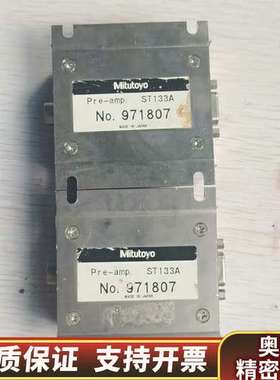 Mitutoyo
Pre-amp. ST133A
No. 971807
MADE IN JAPAN
Mitutoyo
Pre-amp. ST133A
No. 971807
MADE IN JAPAN
质保证 支持开票
奥
精密